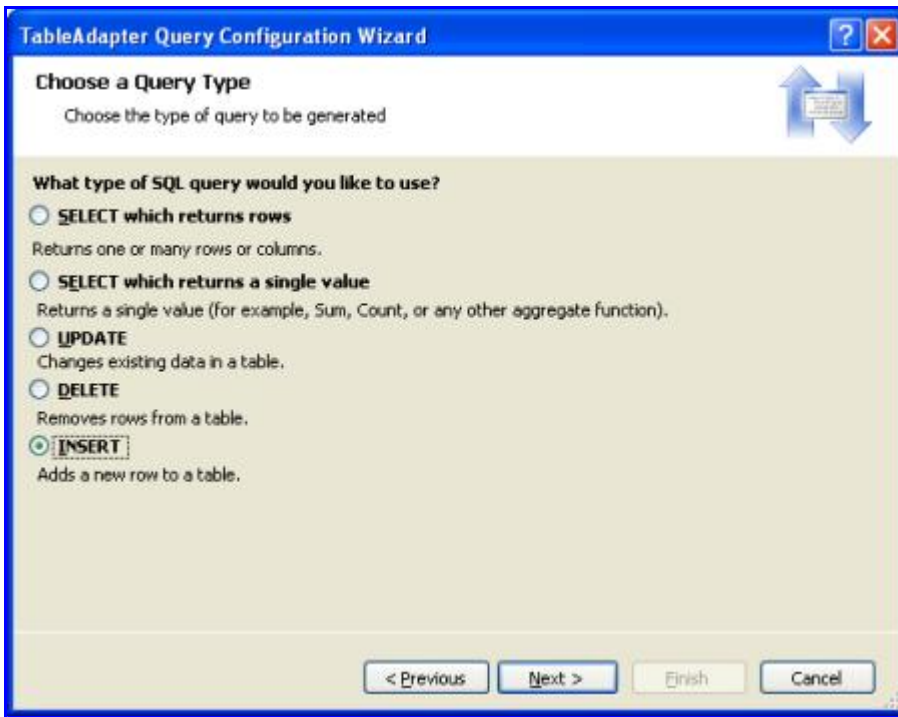 TableAdapter Query Configuration Wizard
Choose a Query Type
Choose the type of query to be generated
What type of SQL query would you like to use?
SELECT which returns rows
Returns one or many rows or columns.
SELECT which returns a single value
Returns a single value (for example, Sum, Count, or any other aggregate function).
UPDATE
Changes existing data in a table.
DELETE
Removes rows from a table.
INSERT
Adds a new row to a table.
< Previous Next > Finish Cancel